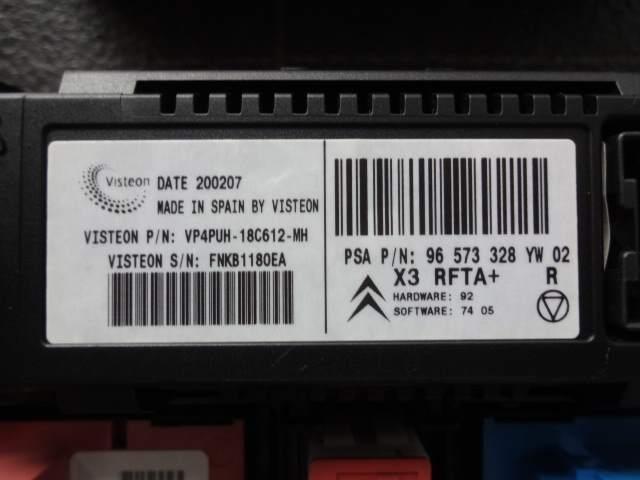 Visteon
DATE 200207
MADE IN SPAIN BY VISTEON
VISTEON P/N: VP4PUH-18C612-MH
VISTEON S/N: FNKB1180EA
PSA P/N: 96 573 328 YW 02
X3 RFTA+ R
HARDWARE: 92
SOFTWARE: 74 05